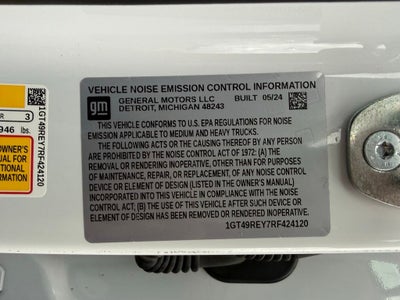 VEHICLE NOISE EMISSION CONTROL INFORMATION
gm
GENERAL MOTORS LLC BUILT 05/24
DETROIT, MICHIGAN 48243
THIS VEHICLE CONFORMS TO U.S. EPA REGULATIONS FOR NOISE
EMISSION APPLICABLE TO MEDIUM AND HEAVY TRUCKS.
THE FOLLOWING ACTS OR THE CAUSING THEREOF BY ANY PERSON
ARE PROHIBITED BY THE NOISE CONTROL ACT OF 1972: (A) THE
REMOVAL OR RENDERING INOPERATIVE, OTHER THAN FOR PURPOSES
OF MAINTENANCE, REPAIR, OR REPLACEMENT, OF ANY NOISE CONTROL
DEVICE OR ELEMENT OF DESIGN (LISTED IN THE OWNER'S MANUAL)
INCORPORATED INTO THIS VEHICLE IN COMPLIANCE WITH THE NOISE
CONTROL ACT; (B) THE USE OF THIS VEHICLE AFTER SUCH DEVICE OR
ELEMENT OF DESIGN HAS BEEN REMOVED OR RENDERED INOPERATIVE.
1GT49REY7RF424120
R 3
946 lbs.
OWNER'S
UAL FOR
ITIONAL
RMATION
1GT49REY7RF424120